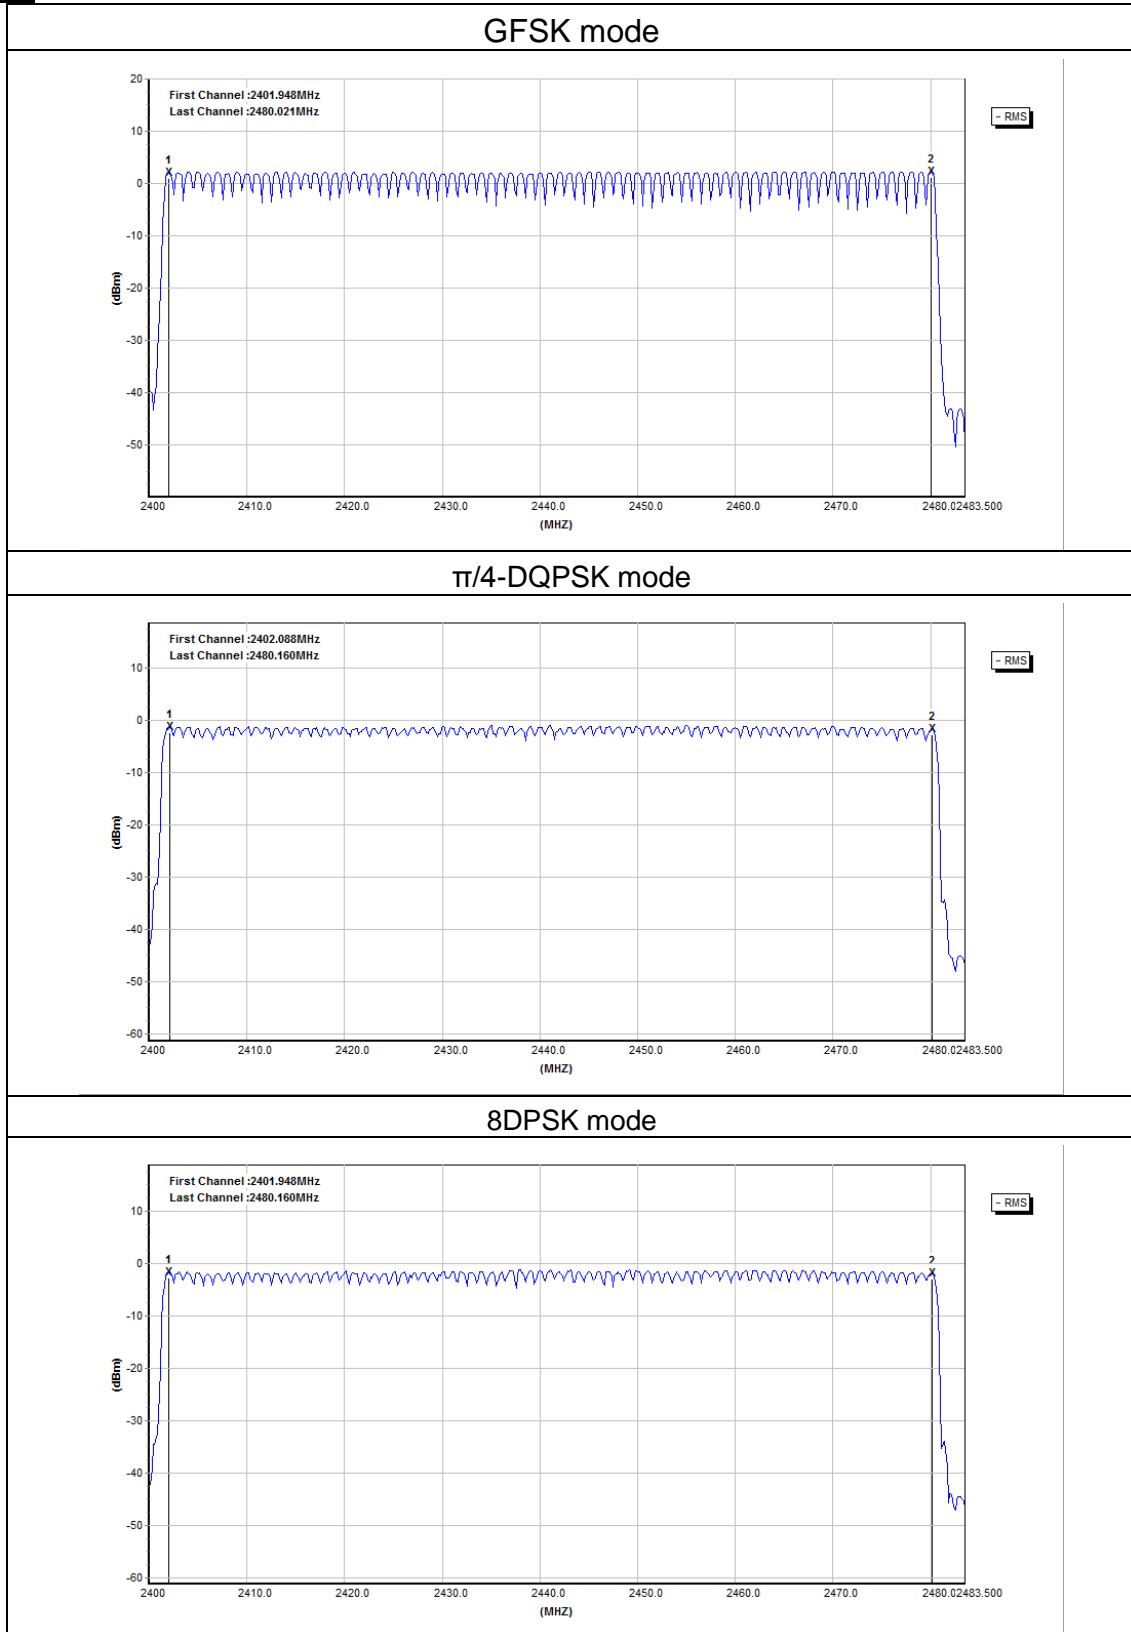 GFSK mode
20
First Channel :2401.948MHz
Last Channel :2480.021MHz
- RMS
10
1
2
0
-10
(dBm)
-20
-30
-40
-50
2400 2410.0 2420.0 2430.0 2440.0 2450.0 2460.0 2470.0 2480.0 2483.500
(MHZ)
π/4-DQPSK mode
First Channel :2402.088MHz
Last Channel :2480.160MHz
- RMS
10
1
2
0
-10
(dBm)
-20
-30
-40
-50
-60
2400 2410.0 2420.0 2430.0 2440.0 2450.0 2460.0 2470.0 2480.0 2483.500
(MHZ)
8DPSK mode
First Channel :2401.948MHz
Last Channel :2480.160MHz
- RMS
10
1
2
0
-10
(dBm)
-20
-30
-40
-50
-60
2400 2410.0 2420.0 2430.0 2440.0 2450.0 2460.0 2470.0 2480.0 2483.500
(MHZ)